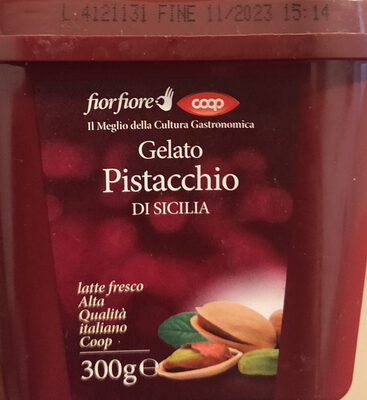 L.4121131 FINE 11/2023 15:14
fiorfiore coop
Il Meglio della Cultura Gastronomica
Gelato
Pistacchio
DI SICILIA
latte fresco
Alta
Qualità
italiano
Coop
300g℮